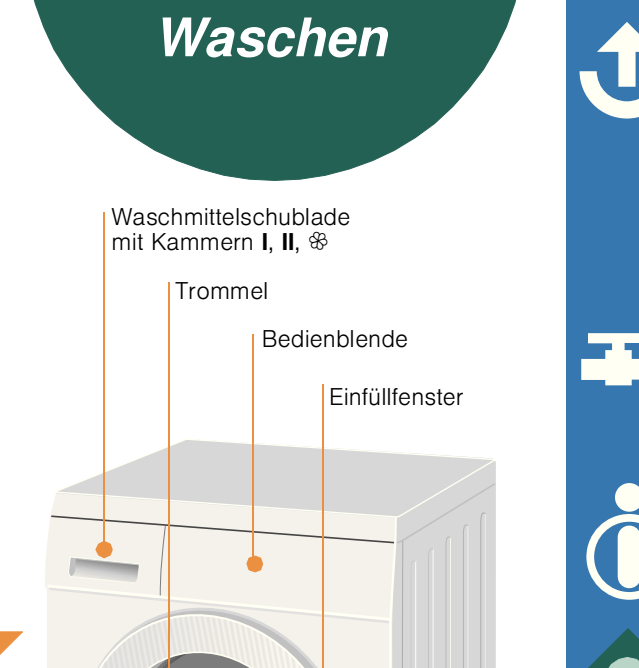 Waschen
Waschmittelschublade
mit Kammern I, II, ❀
Trommel
Bedienblende
Einfüllfenster